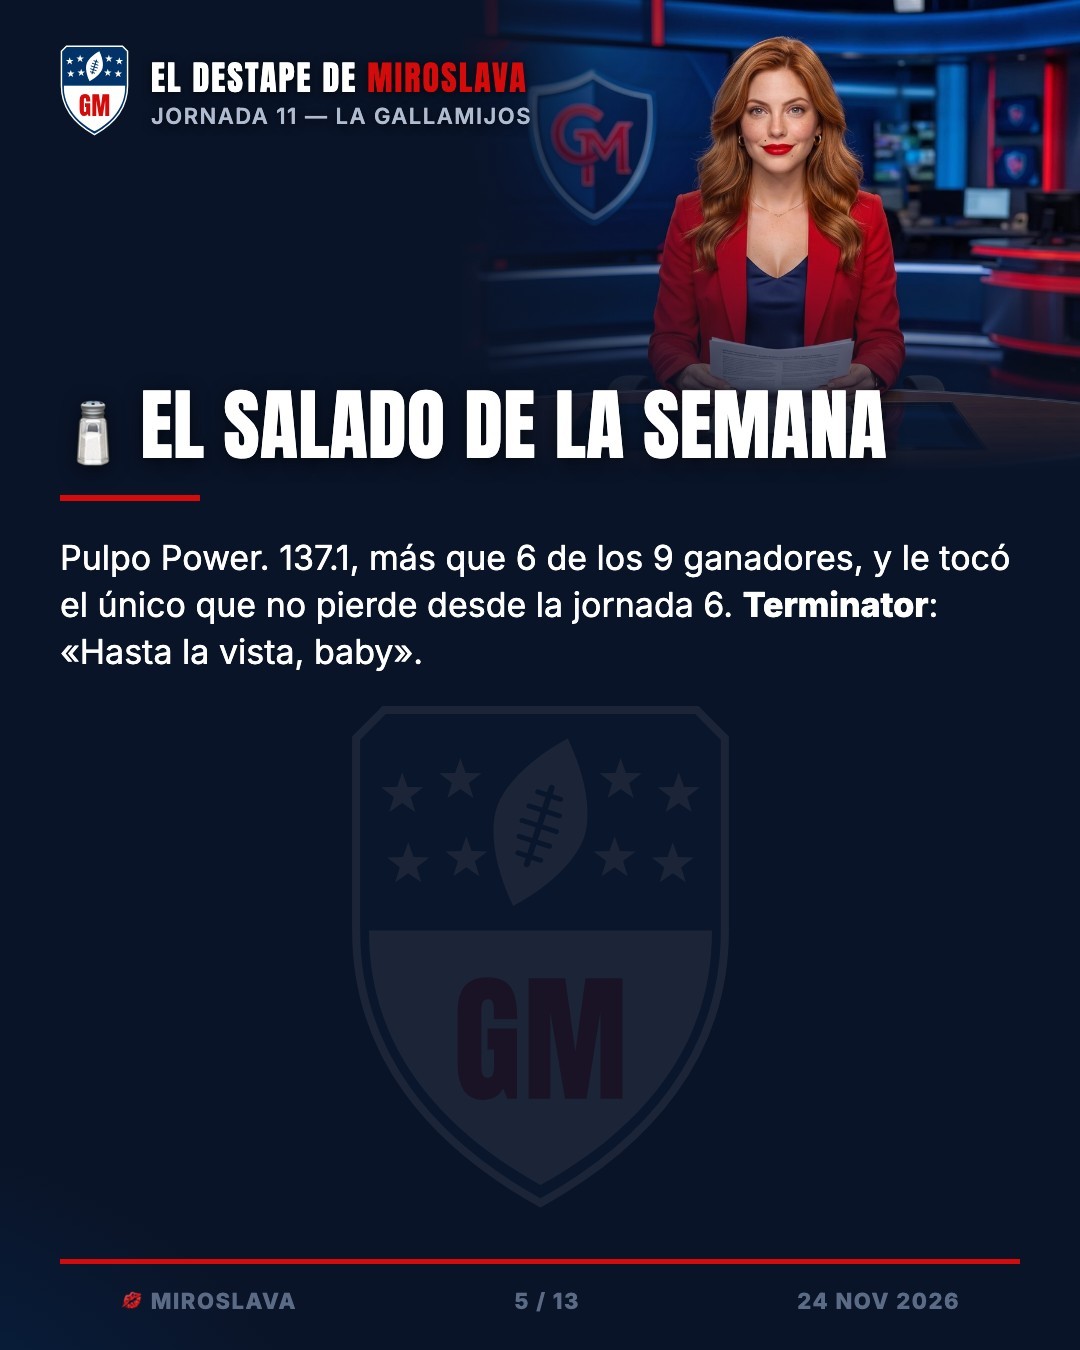 GM
EL DESTAPE DE MIROSLAVA
JORNADA 11 — LA GALLAMIJOS
GM
EL SALADO DE LA SEMANA
Pulpo Power. 137.1, más que 6 de los 9 ganadores, y le tocó
el único que no pierde desde la jornada 6. Terminator:
«Hasta la vista, baby».
GM
MIROSLAVA
5 / 13
24 NOV 2026